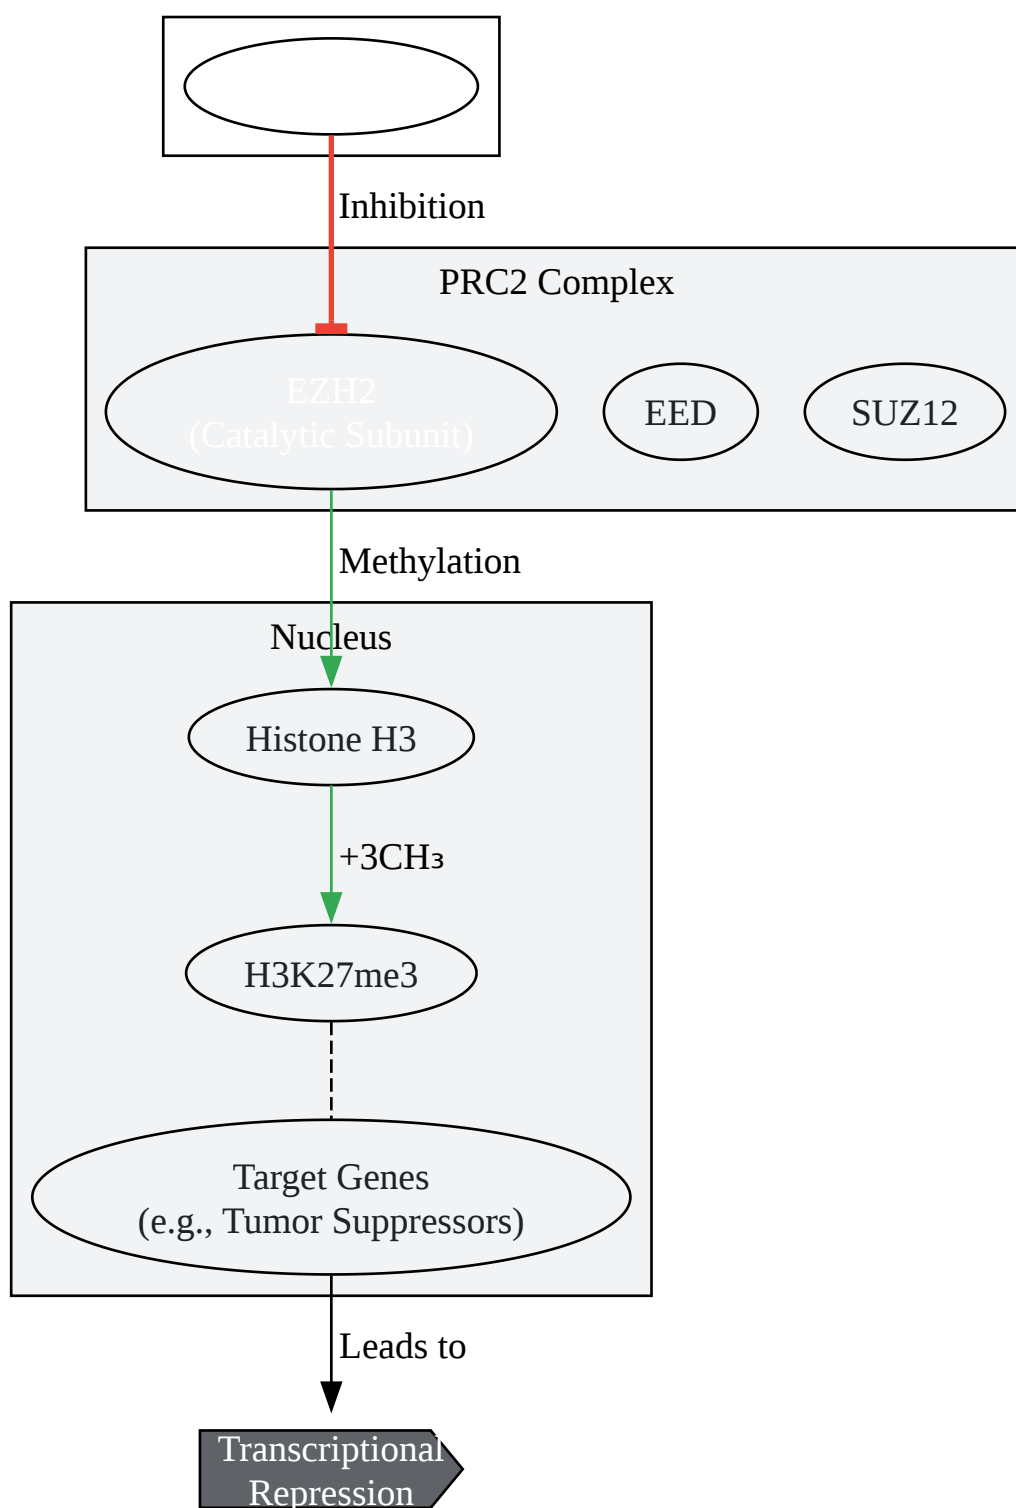 Inhibition
PRC2 Complex
EZH2
(Catalytic Subunit)
EED
SUZ12
Methylation
Nucleus
Histone H3
+3CH₃
H3K27me3
Target Genes
(e.g., Tumor Suppressors)
Leads to
Transcriptional
Repression